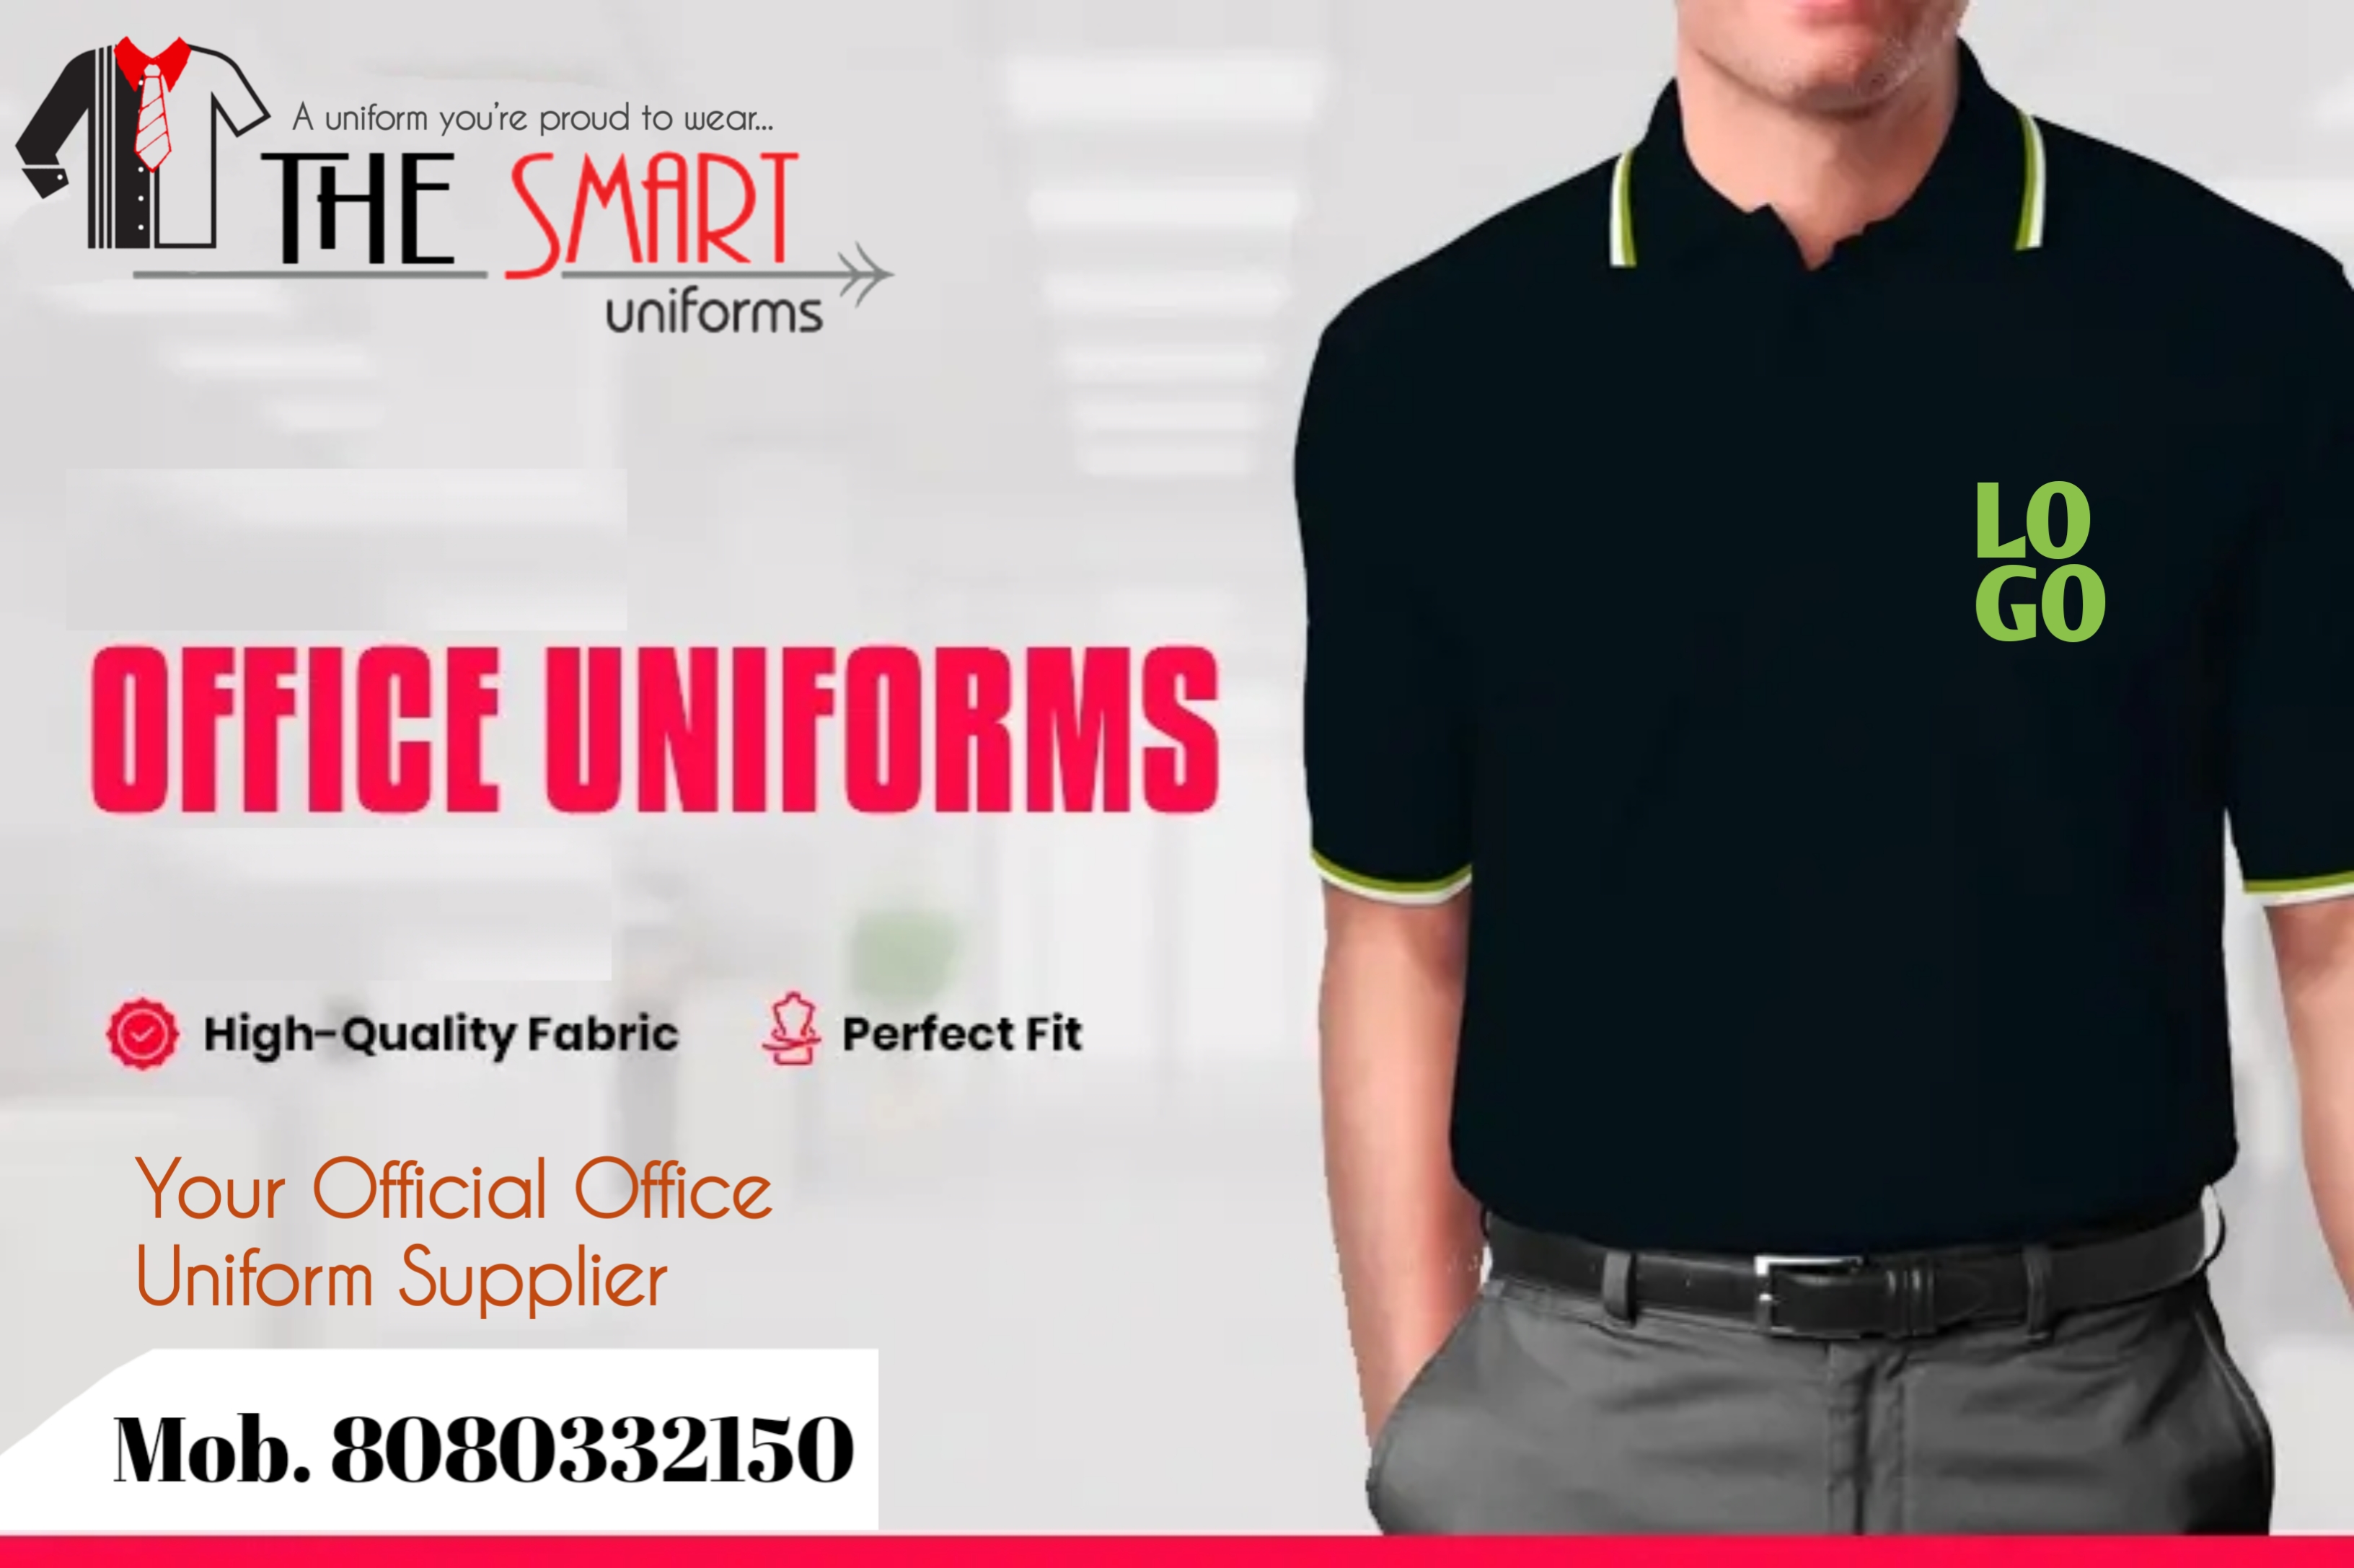 A uniform you're proud to wear...
THE SMART
uniforms
LO
GO
OFFICE UNIFORMS
High-Quality Fabric
Perfect Fit
Your Official Office
Uniform Supplier
Mob. 8080332150